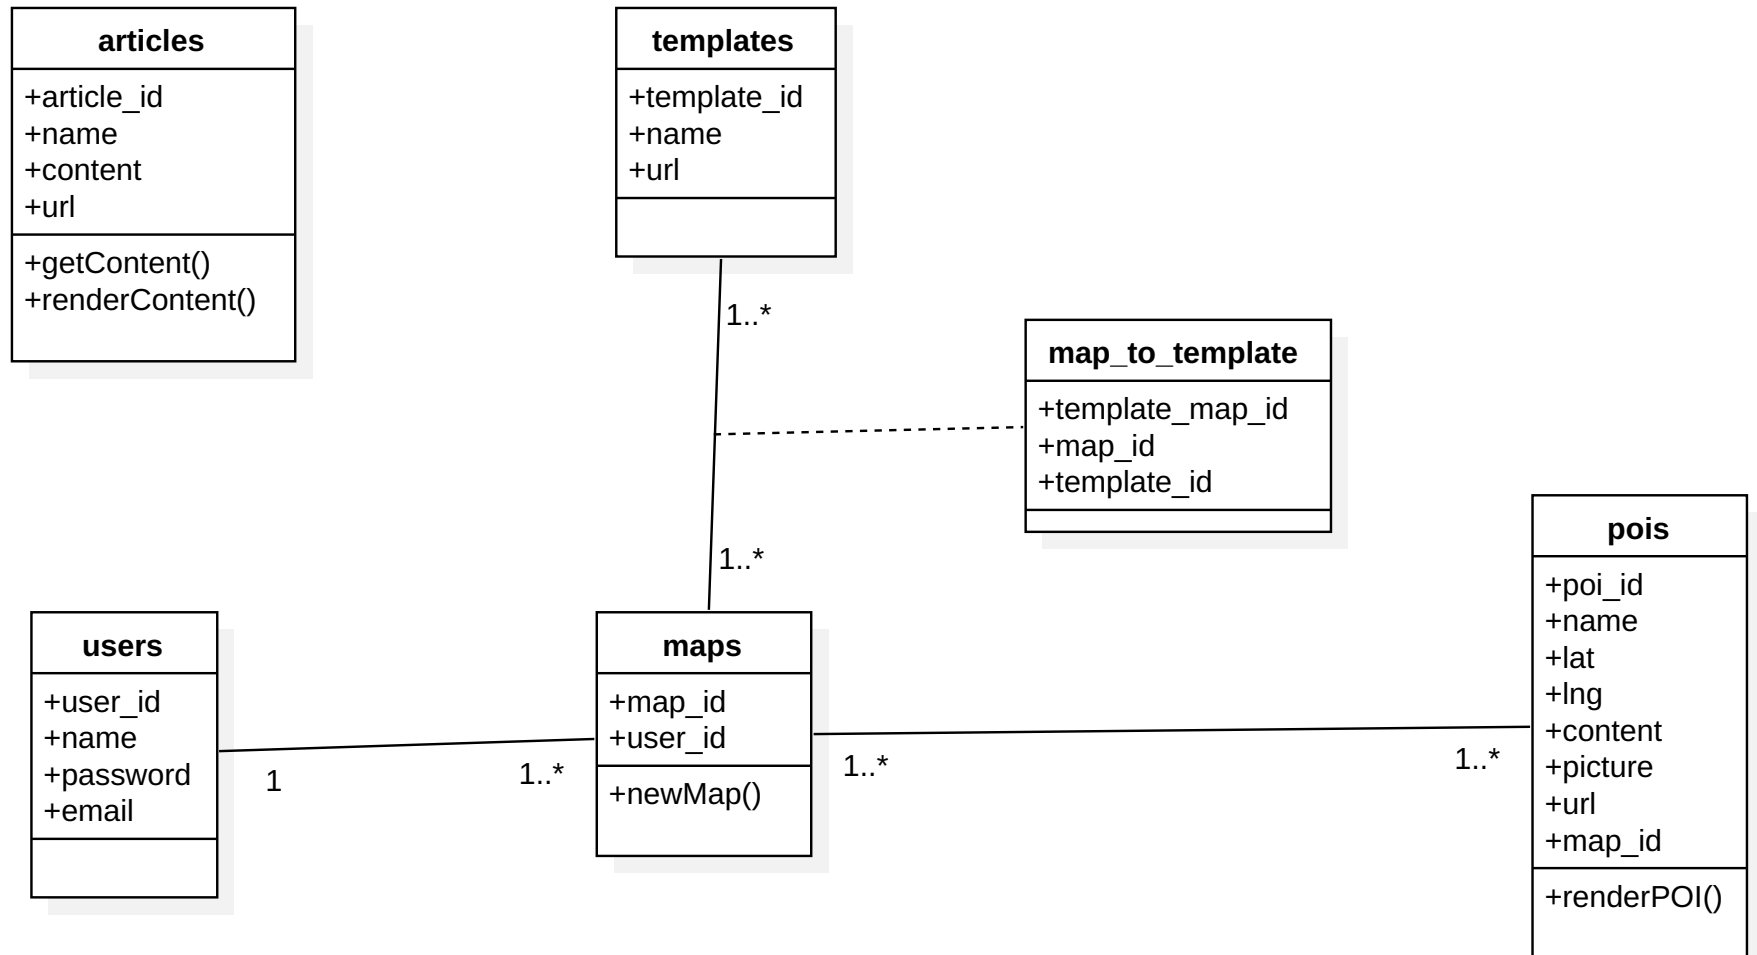 articles
+article_id
+name
+content
+url
+getContent()
+renderContent()
templates
+template_id
+name
+url
1..*
map_to_template
+template_map_id
+map_id
+template_id
1..*
users
+user_id
+name
+password
+email
1
1..*
maps
+map_id
+user_id
+newMap()
1..*
1..*
pois
+poi_id
+name
+lat
+lng
+content
+picture
+url
+map_id
+renderPOI()